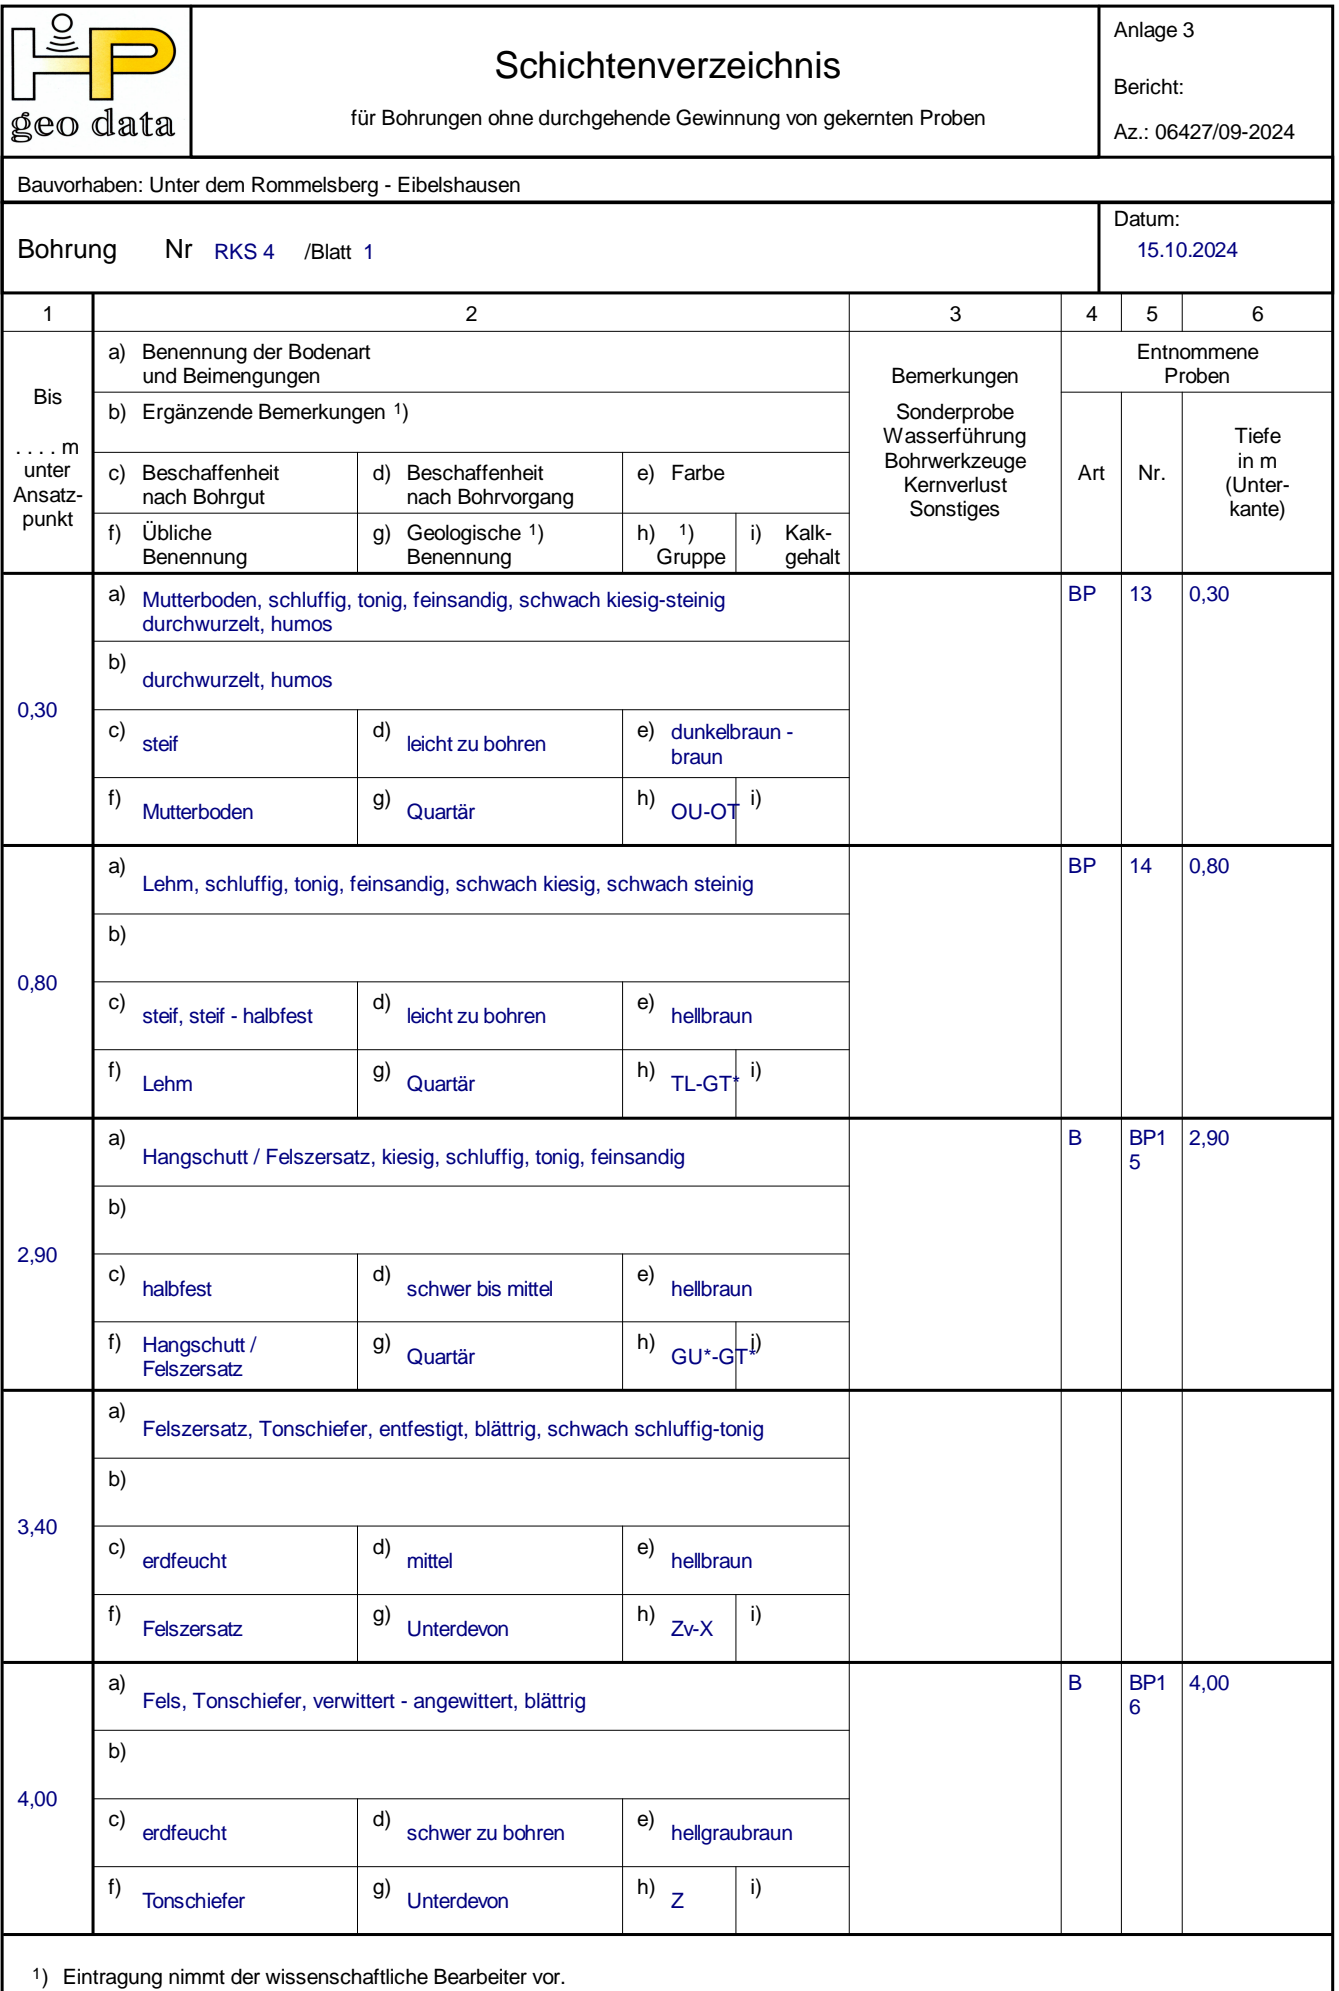 HP
geo data
Schichtenverzeichnis
für Bohrungen ohne durchgehende Gewinnung von gekernten Proben
Anlage 3
Bericht:
Az.: 06427/09-2024
Bauvorhaben: Unter dem Rommelsberg - Eibelshausen
Bohrung Nr RKS 4 /Blatt 1
Datum:
15.10.2024
1 2 3 4 5 6
Bis
. . . . m
unter
Ansatz-
punkt
a) Benennung der Bodenart
und Beimengungen
b) Ergänzende Bemerkungen ¹)
c) Beschaffenheit
nach Bohrgut
d) Beschaffenheit
nach Bohrvorgang
e) Farbe
f) Übliche
Benennung
g) Geologische ¹)
Benennung
h) ¹)
Gruppe
i) Kalk-
gehalt
Bemerkungen
Sonderprobe
Wasserführung
Bohrwerkzeuge
Kernverlust
Sonstiges
Entnommene
Proben
Art
Nr.
Tiefe
in m
(Unter-
kante)
0,30
a) Mutterboden, schluffig, tonig, feinsandig, schwach kiesig-steinig
durchwurzelt, humos
b) durchwurzelt, humos
c) steif
d) leicht zu bohren
e) dunkelbraun -
braun
f) Mutterboden
g) Quartär
h) OU-OT
i)
BP 13 0,30
0,80
a) Lehm, schluffig, tonig, feinsandig, schwach kiesig, schwach steinig
b)
c) steif, steif - halbfest
d) leicht zu bohren
e) hellbraun
f) Lehm
g) Quartär
h) TL-GT*
i)
BP 14 0,80
2,90
a) Hangschutt / Felszersatz, kiesig, schluffig, tonig, feinsandig
b)
c) halbfest
d) schwer bis mittel
e) hellbraun
f) Hangschutt /
Felszersatz
g) Quartär
h) GU*-GT*
i)
B BP1 2,90
5
3,40
a) Felszersatz, Tonschiefer, entfestigt, blättrig, schwach schluffig-tonig
b)
c) erdfeucht
d) mittel
e) hellbraun
f) Felszersatz
g) Unterdevon
h) Zv-X
i)
4,00
a) Fels, Tonschiefer, verwittert - angewittert, blättrig
b)
c) erdfeucht
d) schwer zu bohren
e) hellgraubraun
f) Tonschiefer
g) Unterdevon
h) Z
i)
B BP1 4,00
6
¹) Eintragung nimmt der wissenschaftliche Bearbeiter vor.